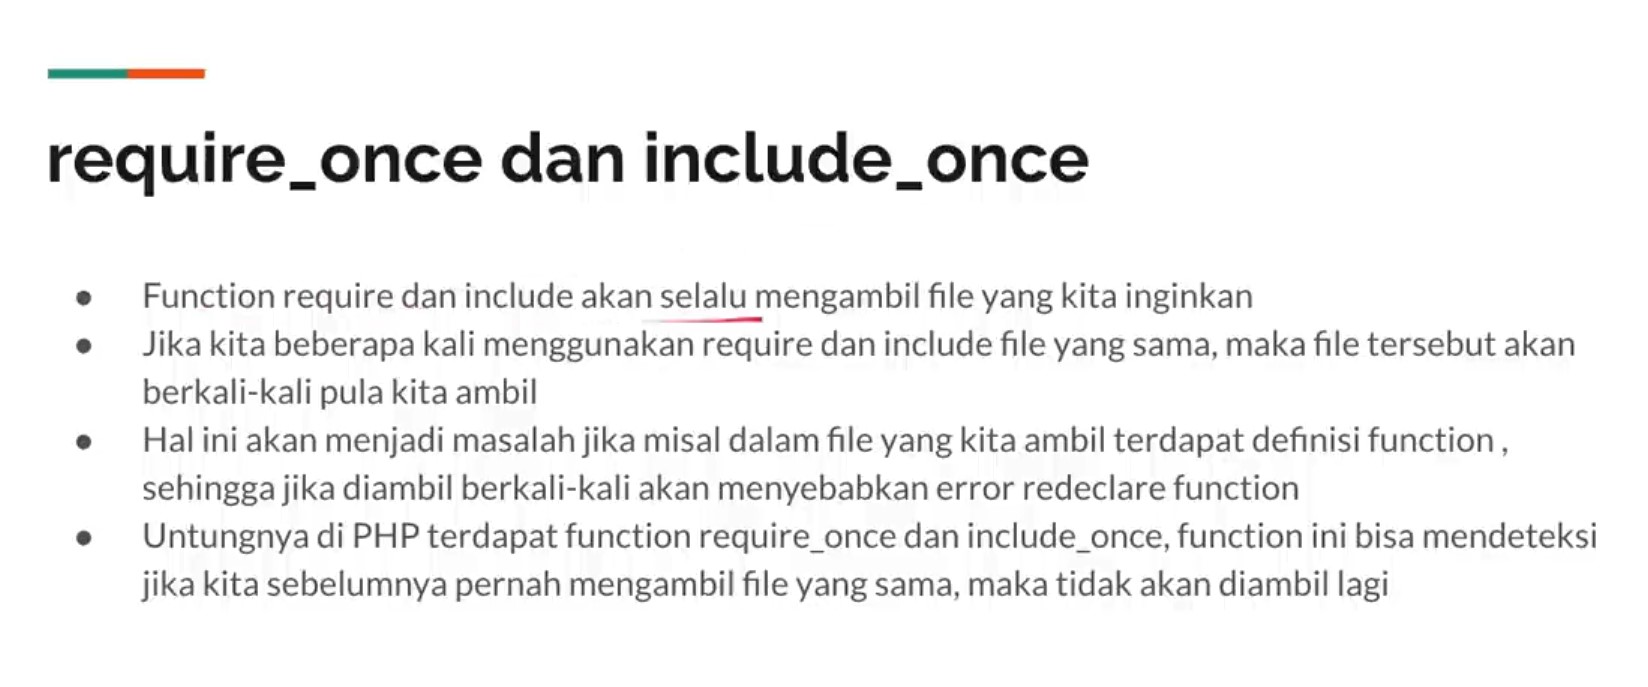 require_once dan include_once
● Function require dan include akan selalu mengambil file yang kita inginkan
● Jika kita beberapa kali menggunakan require dan include file yang sama, maka file tersebut akan
berkali-kali pula kita ambil
● Hal ini akan menjadi masalah jika misal dalam file yang kita ambil terdapat definisi function ,
sehingga jika diambil berkali-kali akan menyebabkan error redeclare function
● Untungnya di PHP terdapat function require_once dan include_once, function ini bisa mendeteksi
jika kita sebelumnya pernah mengambil file yang sama, maka tidak akan diambil lagi